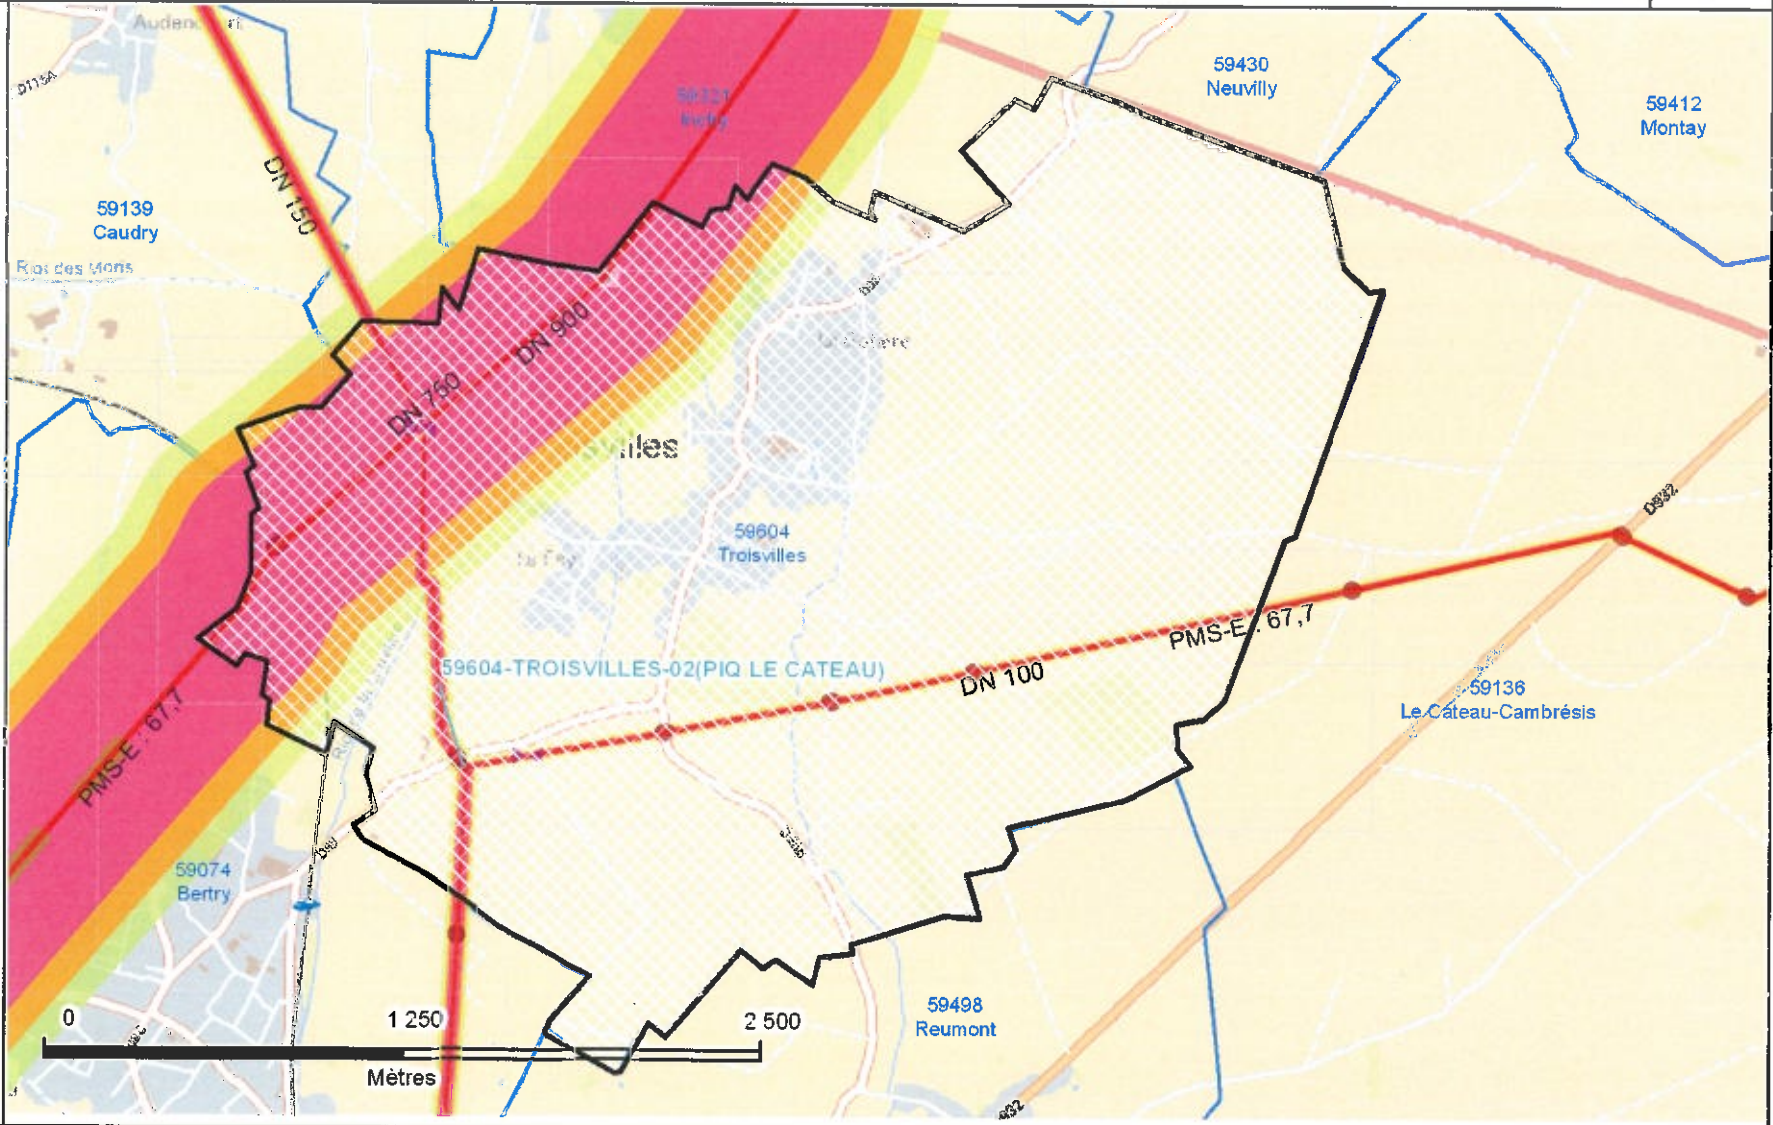 D115A
59139
Caudry
DN 150
59430
Neuvilly
59412
Montay
DN 900
DN 750
59604
Troisvilles
59604-TROISVILLES-02(PIQ LE CATEAU)
DN 100
PMS-E : 67,7
D932
59136
Le Cateau-Cambrésis
PMS-E : 67,7
59074
Bertry
59498
Reumont
0
1 250
2 500
Mètres